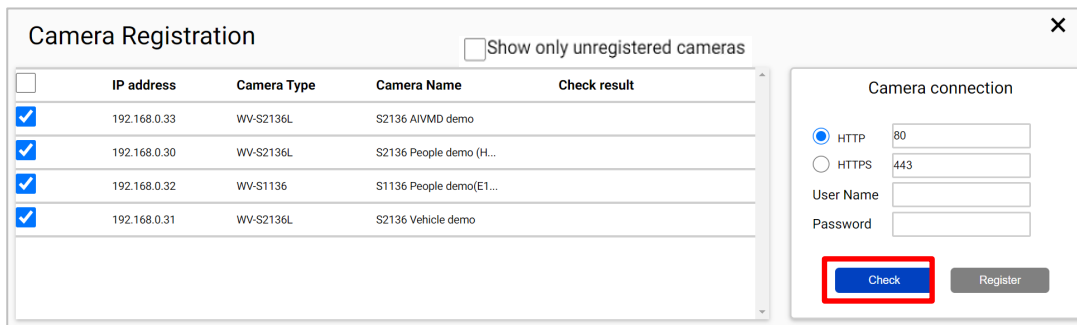 Camera Registration
Show only unregistered cameras
IP address Camera Type Camera Name Check result
192.168.0.33 WV-S2136L S2136 AIVMD demo
192.168.0.30 WV-S2136L S2136 People demo (H...
192.168.0.32 WV-S1136 S1136 People demo(E1...
192.168.0.31 WV-S2136L S2136 Vehicle demo
Camera connection
HTTP 80
HTTPS 443
User Name
Password
Check Register